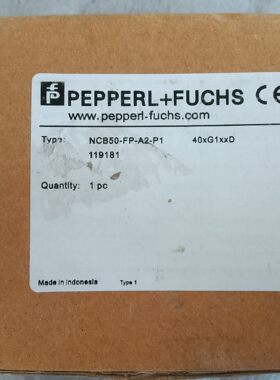 PEPPERL+FUCHS CE
www.pepperl-fuchs.com
Type: NCB50-FP-A2-P1 40xG1xxD
119181
Quantity: 1 pc
Made in Indonesia Type 1